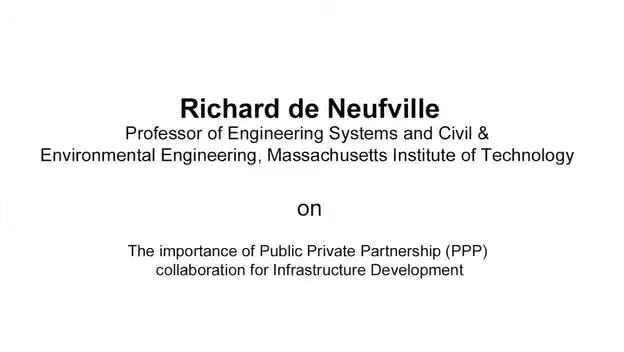 Richard de Neufville
Professor of Engineering Systems and Civil &
Environmental Engineering, Massachusetts Institute of Technology
on
The importance of Public Private Partnership (PPP)
collaboration for Infrastructure Development